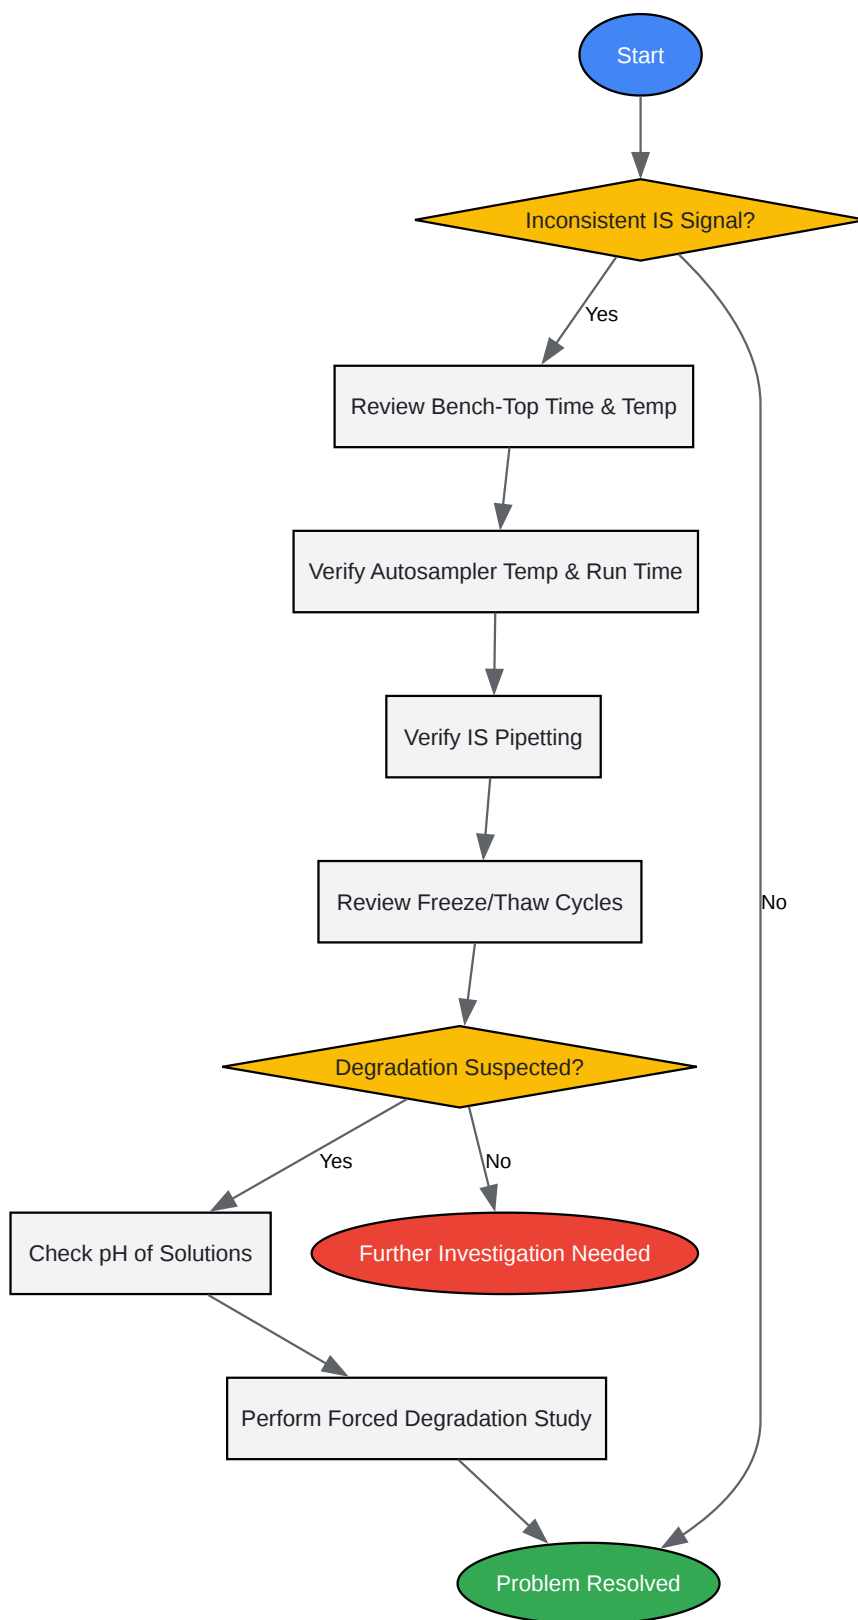 Start
Inconsistent IS Signal?
Yes
Review Bench-Top Time & Temp
Verify Autosampler Temp & Run Time
Verify IS Pipetting
Review Freeze/Thaw Cycles
No
Degradation Suspected?
Yes
No
Check pH of Solutions
Further Investigation Needed
Perform Forced Degradation Study
Problem Resolved